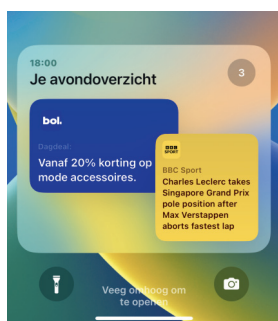 18:00
Je avondoverzicht
3
bol.
Dagdeal:
Vanaf 20% korting op
mode accessoires.
BBC
SPORT
BBC Sport
Charles Leclerc takes
Singapore Grand Prix
pole position after
Max Verstappen
aborts fastest lap
Veeg omhoog om
te openen